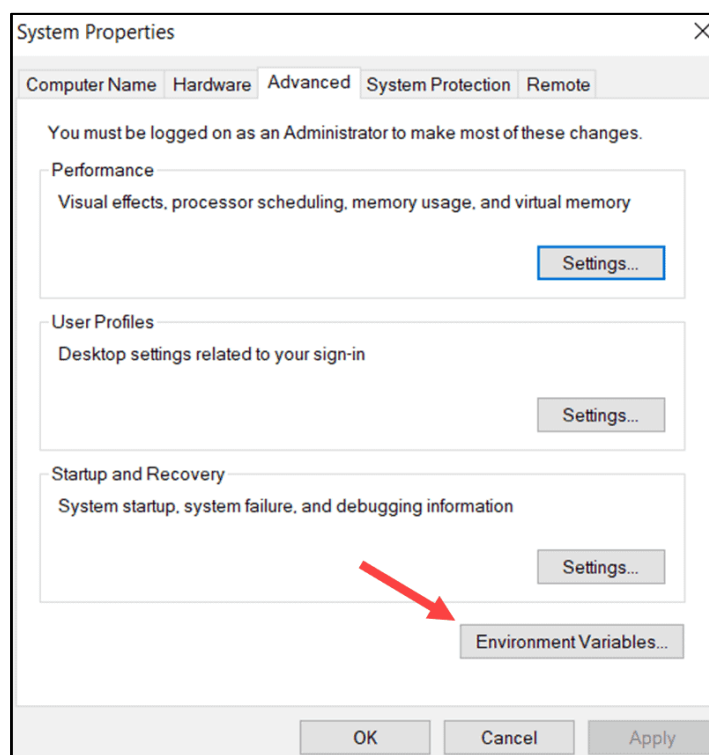 System Properties
Computer Name Hardware Advanced System Protection Remote
You must be logged on as an Administrator to make most of these changes.
Performance
Visual effects, processor scheduling, memory usage, and virtual memory
Settings...
User Profiles
Desktop settings related to your sign-in
Settings...
Startup and Recovery
System startup, system failure, and debugging information
Settings...
Environment Variables...
OK Cancel Apply